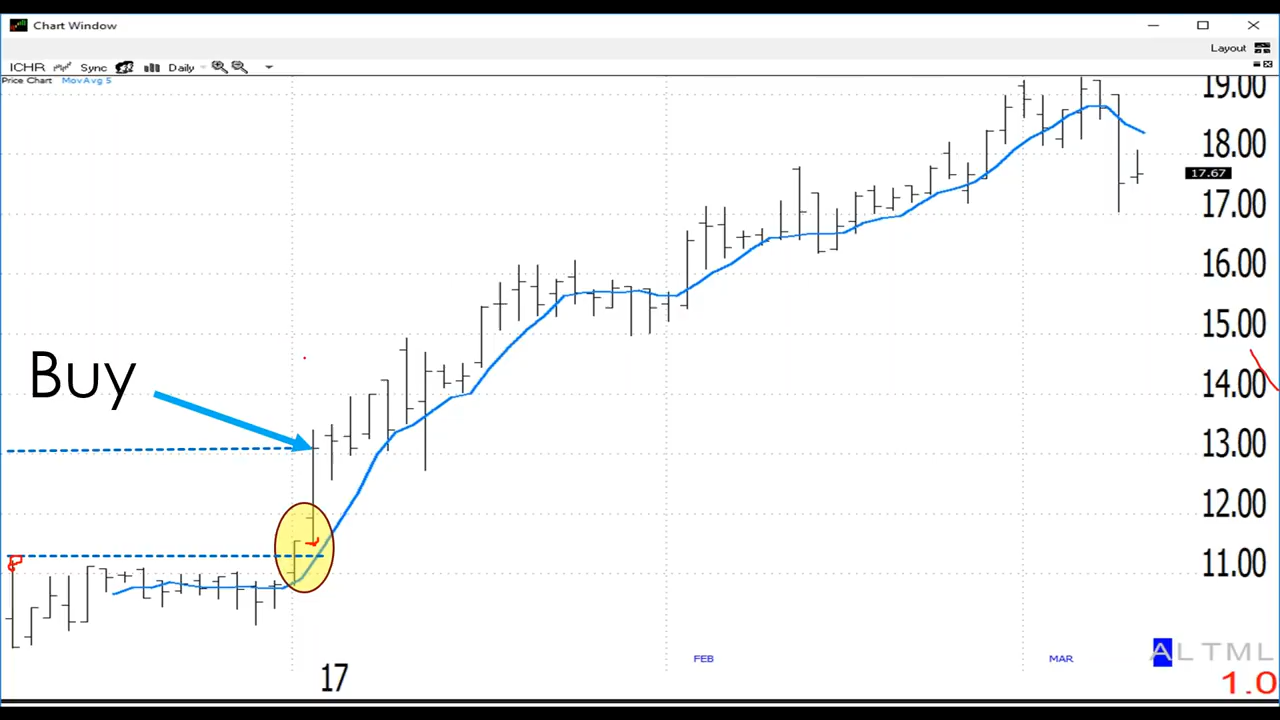 Chart Window
Layout
ICHR Sync Daily
Price Chart MovAvg 5
19.00
18.00
17.67
17.00
16.00
15.00
Buy
14.00
13.00
12.00
11.00
FEB
MAR
ALTML
17
1.0